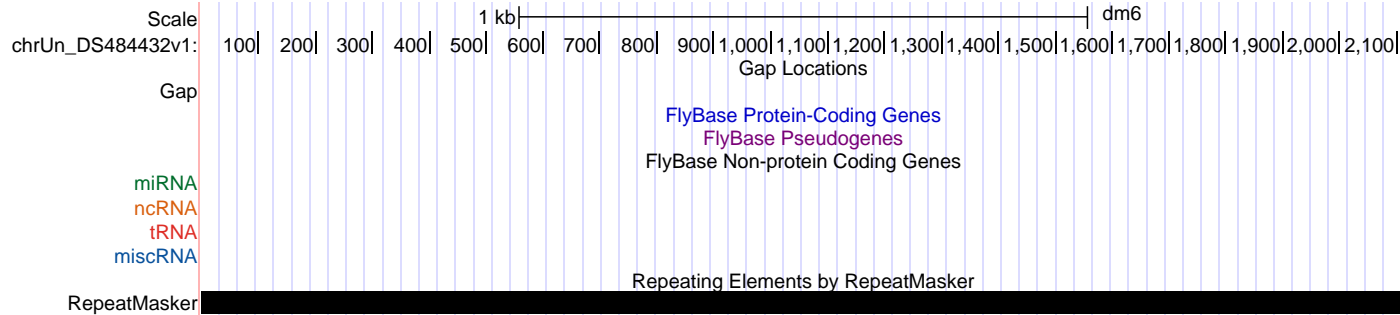 Scale 1 kb dm6
chrUn_DS484432v1: 100 200 300 400 500 600 700 800 900 1,000 1,100 1,200 1,300 1,400 1,500 1,600 1,700 1,800 1,900 2,000 2,100
Gap Locations
Gap
FlyBase Protein-Coding Genes
FlyBase Pseudogenes
FlyBase Non-protein Coding Genes
miRNA
ncRNA
tRNA
miscRNA
Repeating Elements by RepeatMasker
RepeatMasker